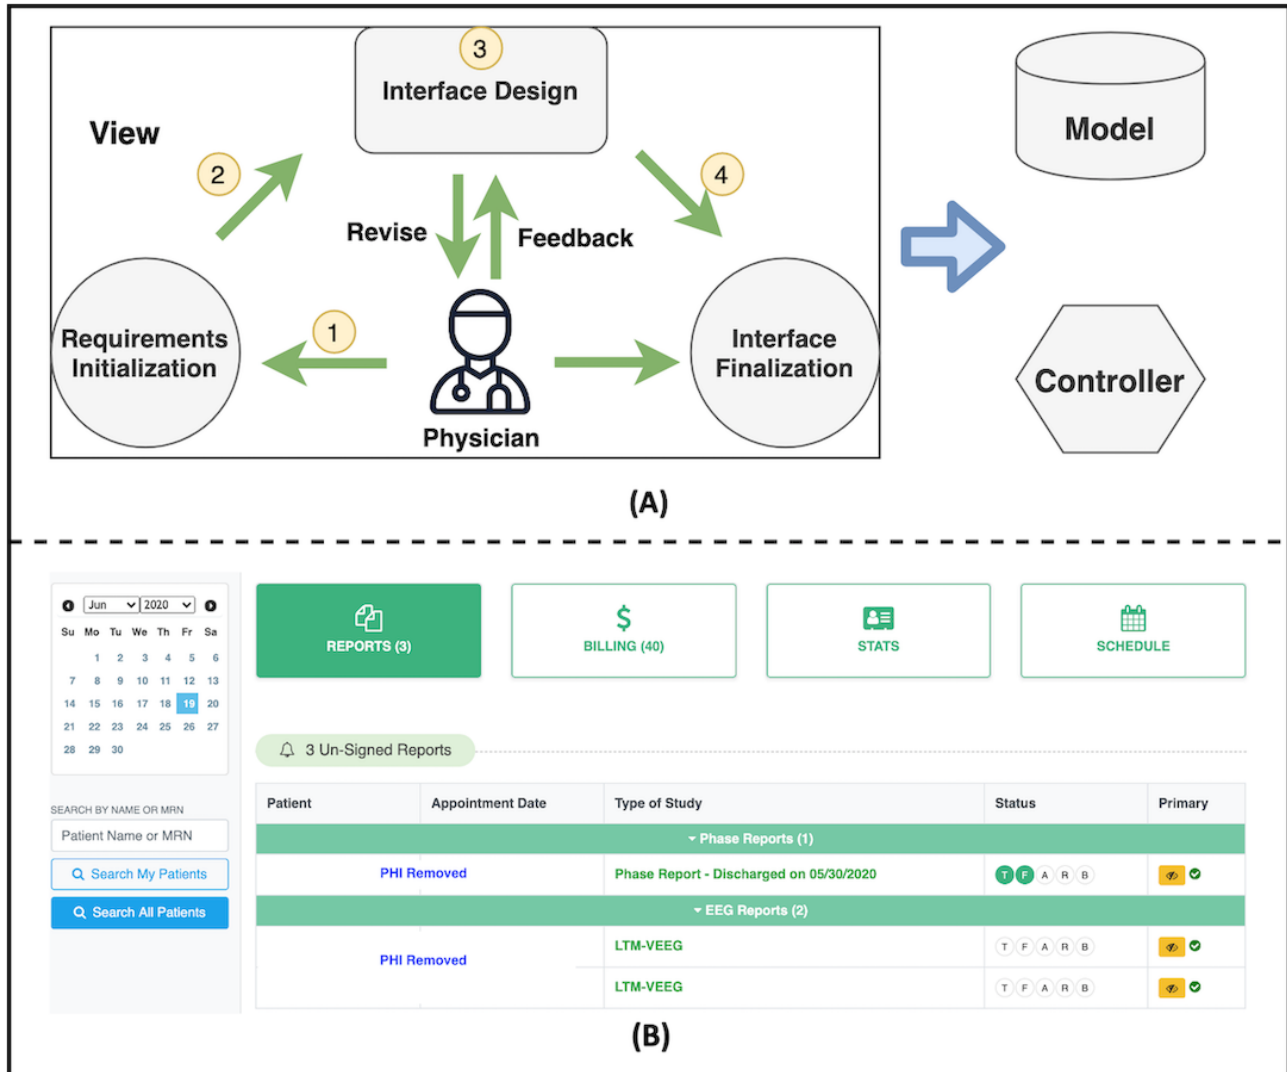 3
Interface Design
View
2
4
Revise
Feedback
Model
1
Requirements
Initialization
Interface
Finalization
Controller
Physician
(A)
Jun 2020
Su Mo Tu We Th Fr Sa
1 2 3 4 5 6
7 8 9 10 11 12 13
14 15 16 17 18 19 20
21 22 23 24 25 26 27
28 29 30
SEARCH BY NAME OR MRN
Patient Name or MRN
Search My Patients
Search All Patients
REPORTS (3)
$
BILLING (40)
STATS
SCHEDULE
3 Un-Signed Reports
Patient Appointment Date Type of Study Status Primary
Phase Reports (1)
PHI Removed Phase Report - Discharged on 05/30/2020 T F A R B
EEG Reports (2)
LTM-VEEG T F A R B
PHI Removed
LTM-VEEG T F A R B
(B)